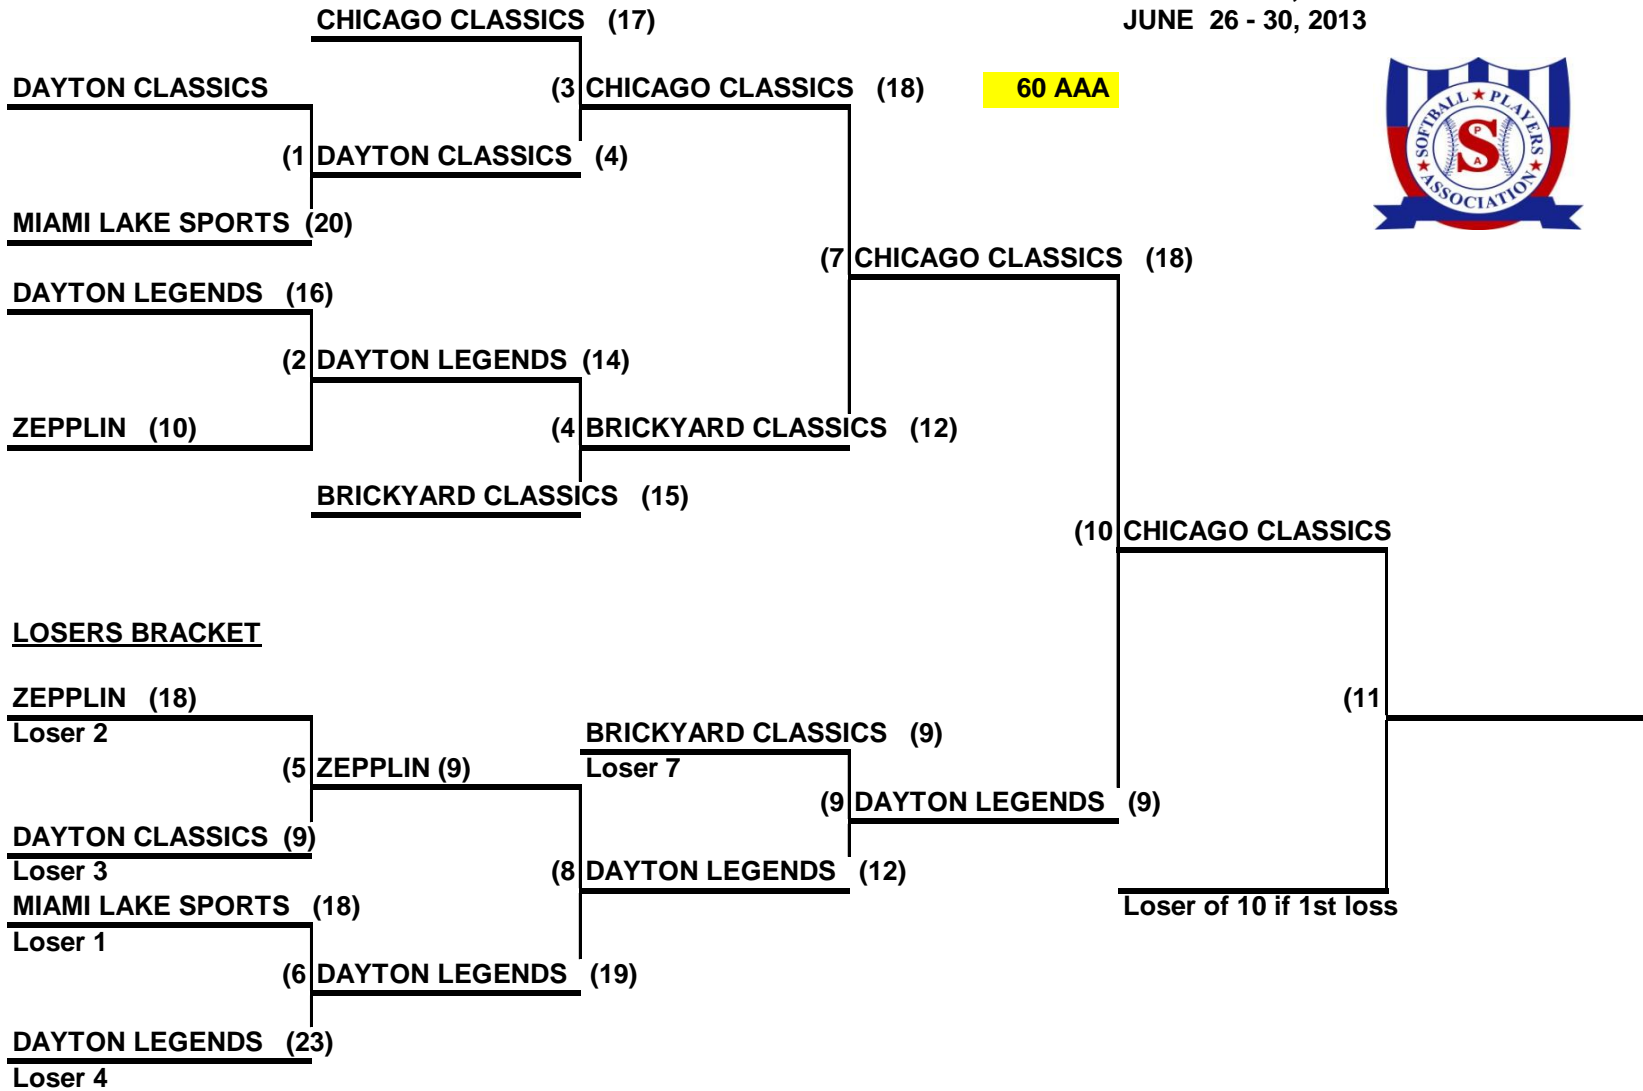 CHICAGO CLASSICS (17)
JUNE 26 - 30, 2013
DAYTON CLASSICS
(3 CHICAGO CLASSICS (18)
60 AAA
SOFTBALL ★ PLAYERS ★ ASSOCIATION ★
S
P
A
(1 DAYTON CLASSICS (4)
MIAMI LAKE SPORTS (20)
(7 CHICAGO CLASSICS (18)
DAYTON LEGENDS (16)
(2 DAYTON LEGENDS (14)
ZEPPLIN (10)
(4 BRICKYARD CLASSICS (12)
BRICKYARD CLASSICS (15)
(10 CHICAGO CLASSICS
LOSERS BRACKET
ZEPPLIN (18)
Loser 2
(11
BRICKYARD CLASSICS (9)
Loser 7
(5 ZEPPLIN (9)
(9 DAYTON LEGENDS (9)
DAYTON CLASSICS (9)
Loser 3
(8 DAYTON LEGENDS (12)
MIAMI LAKE SPORTS (18)
Loser 1
Loser of 10 if 1st loss
(6 DAYTON LEGENDS (19)
DAYTON LEGENDS (23)
Loser 4